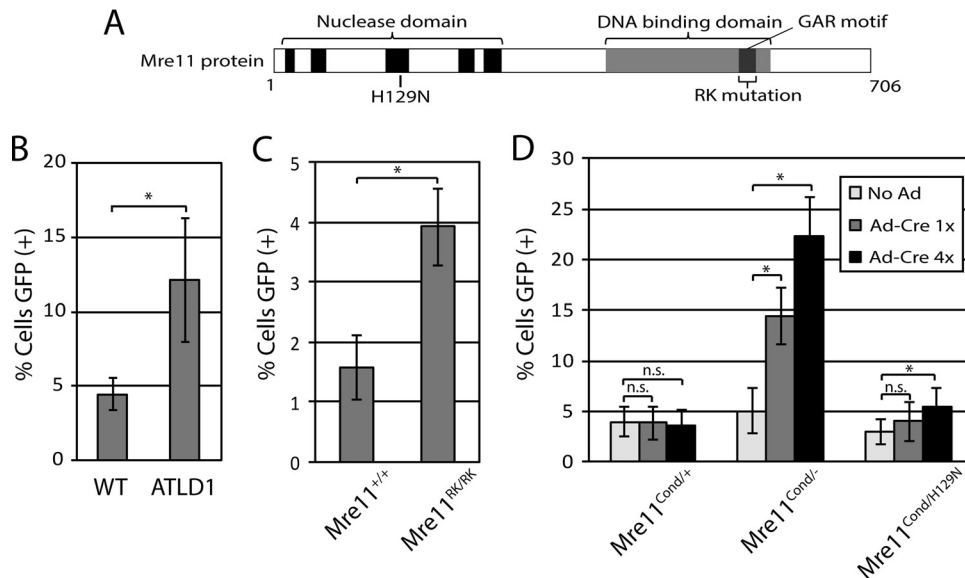 A
Nuclease domain
DNA binding domain
GAR motif
Mre11 protein
1
H129N
RK mutation
706
B
% Cells GFP (+)
20
15
10
5
0
*
WT
ATLD1
C
% Cells GFP (+)
5
4
3
2
1
0
*
Mre11+/+
Mre11RK/RK
D
% Cells GFP (+)
30
25
20
15
10
5
0
No Ad
Ad-Cre 1x
Ad-Cre 4x
n.s.
n.s.
*
*
*
n.s.
Mre11Cond/+
Mre11Cond/-
Mre11Cond/H129N